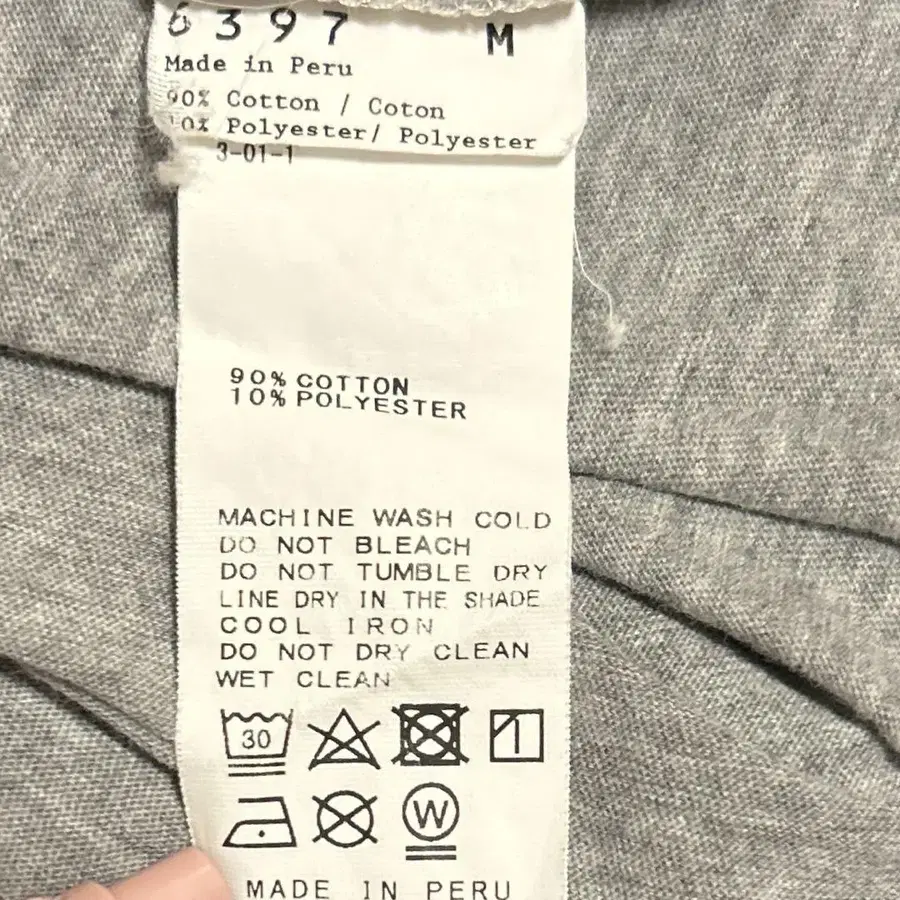 6397 M
Made in Peru
90% Cotton / Coton
10% Polyester/ Polyester
3-01-1
90% COTTON
10% POLYESTER
MACHINE WASH COLD
DO NOT BLEACH
DO NOT TUMBLE DRY
LINE DRY IN THE SHADE
COOL IRON
DO NOT DRY CLEAN
WET CLEAN
30
W
MADE IN PERU